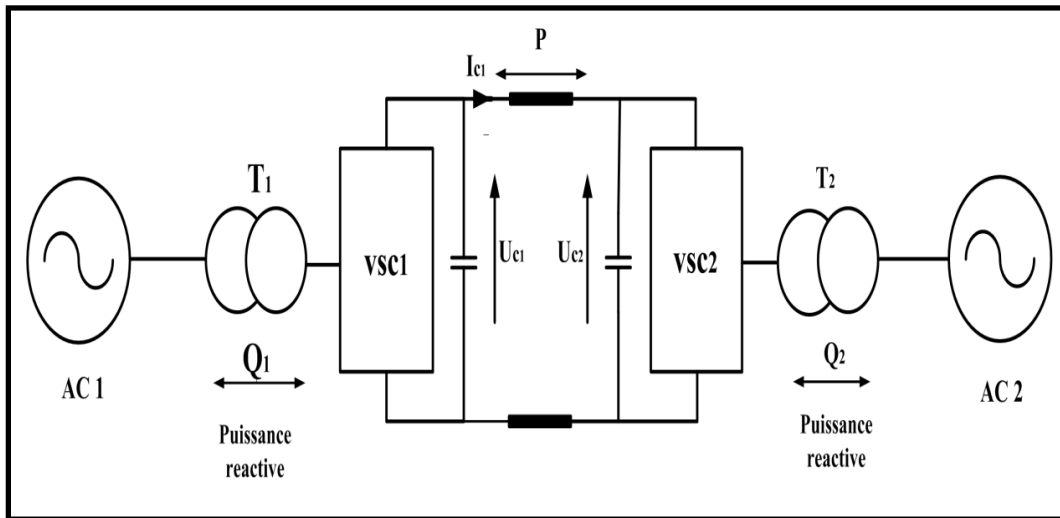 P
Ic1
T1
T2
Uc1
Uc2
vsc1
vsc2
Q1
Q2
AC 1
AC 2
Puissance
reactive
Puissance
reactive